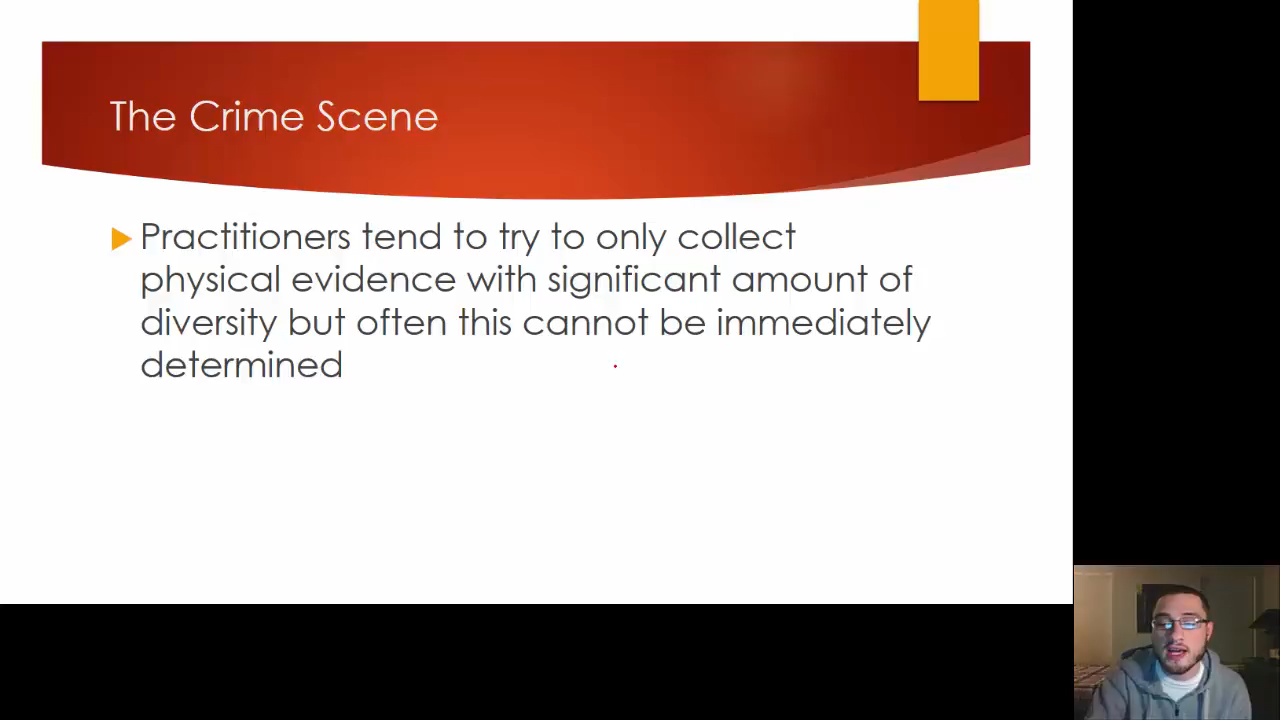 The Crime Scene
Practitioners tend to try to only collect
physical evidence with significant amount of
diversity but often this cannot be immediately
determined